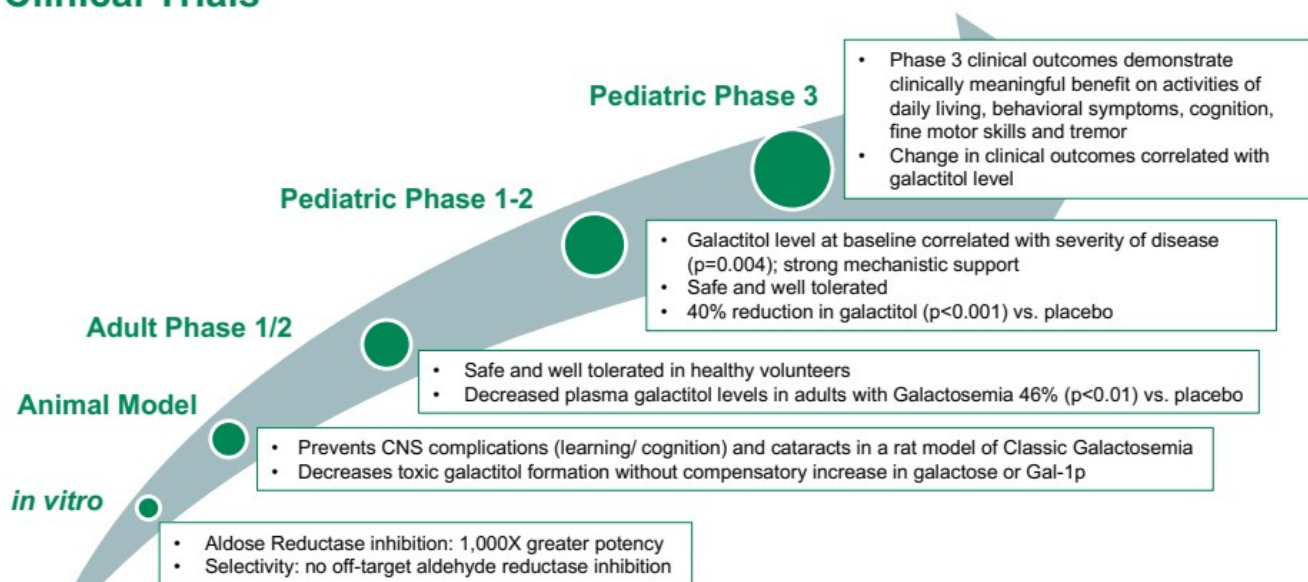 Clinical Trials
Pediatric Phase 3
• Phase 3 clinical outcomes demonstrate
clinically meaningful benefit on activities of
daily living, behavioral symptoms, cognition,
fine motor skills and tremor
• Change in clinical outcomes correlated with
galactitol level
Pediatric Phase 1-2
• Galactitol level at baseline correlated with severity of disease
(p=0.004); strong mechanistic support
• Safe and well tolerated
• 40% reduction in galactitol (p<0.001) vs. placebo
Adult Phase 1/2
• Safe and well tolerated in healthy volunteers
• Decreased plasma galactitol levels in adults with Galactosemia 46% (p<0.01) vs. placebo
Animal Model
• Prevents CNS complications (learning/ cognition) and cataracts in a rat model of Classic Galactosemia
• Decreases toxic galactitol formation without compensatory increase in galactose or Gal-1p
in vitro
• Aldose Reductase inhibition: 1,000X greater potency
• Selectivity: no off-target aldehyde reductase inhibition